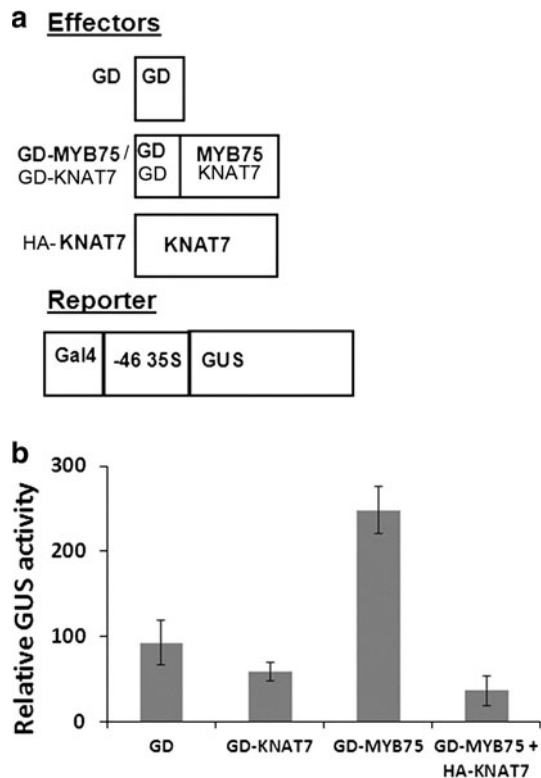 a Effectors
GD GD
GD-MYB75/ GD MYB75
GD-KNAT7 GD KNAT7
HA-KNAT7 KNAT7
Reporter
Gal4 -46 35S GUS
b
300
200
100
0
Relative GUS activity
GD GD-KNAT7 GD-MYB75 GD-MYB75 +
HA-KNAT7